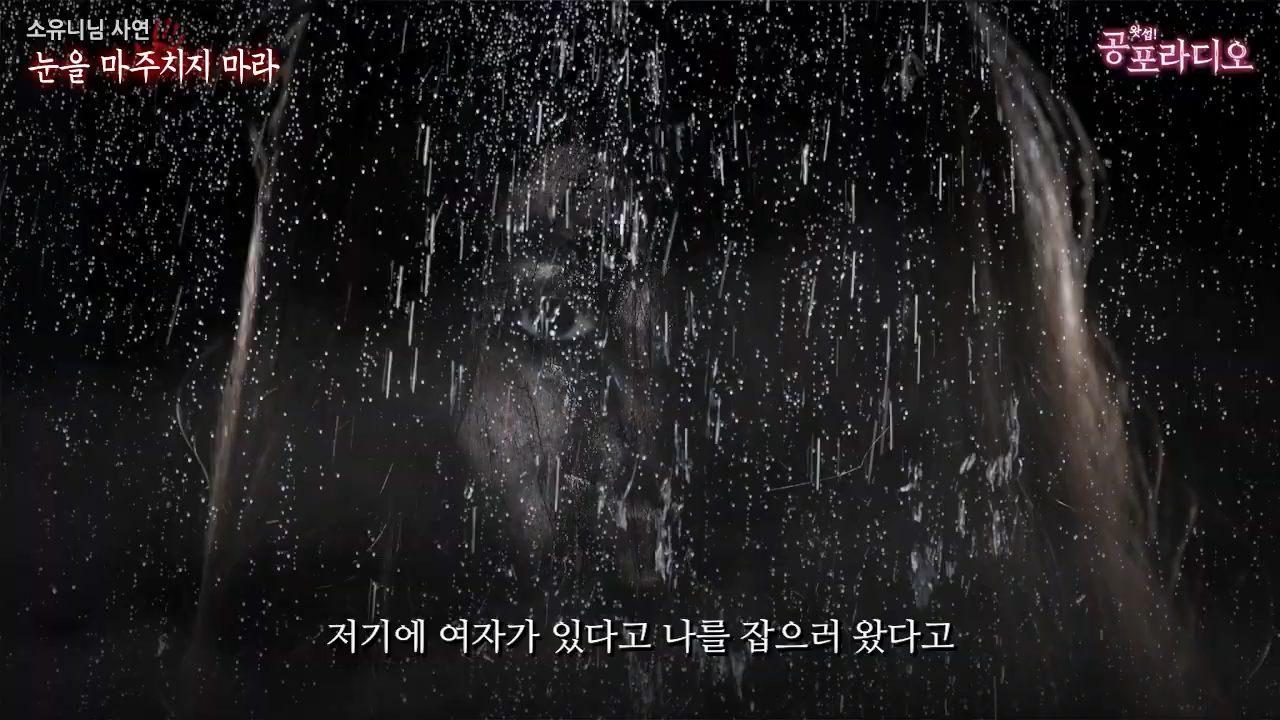 소유니님 사연
눈을 마주치지 마라
왓섭!
공포라디오
저기에 여자가 있다고 나를 잡으러 왔다고